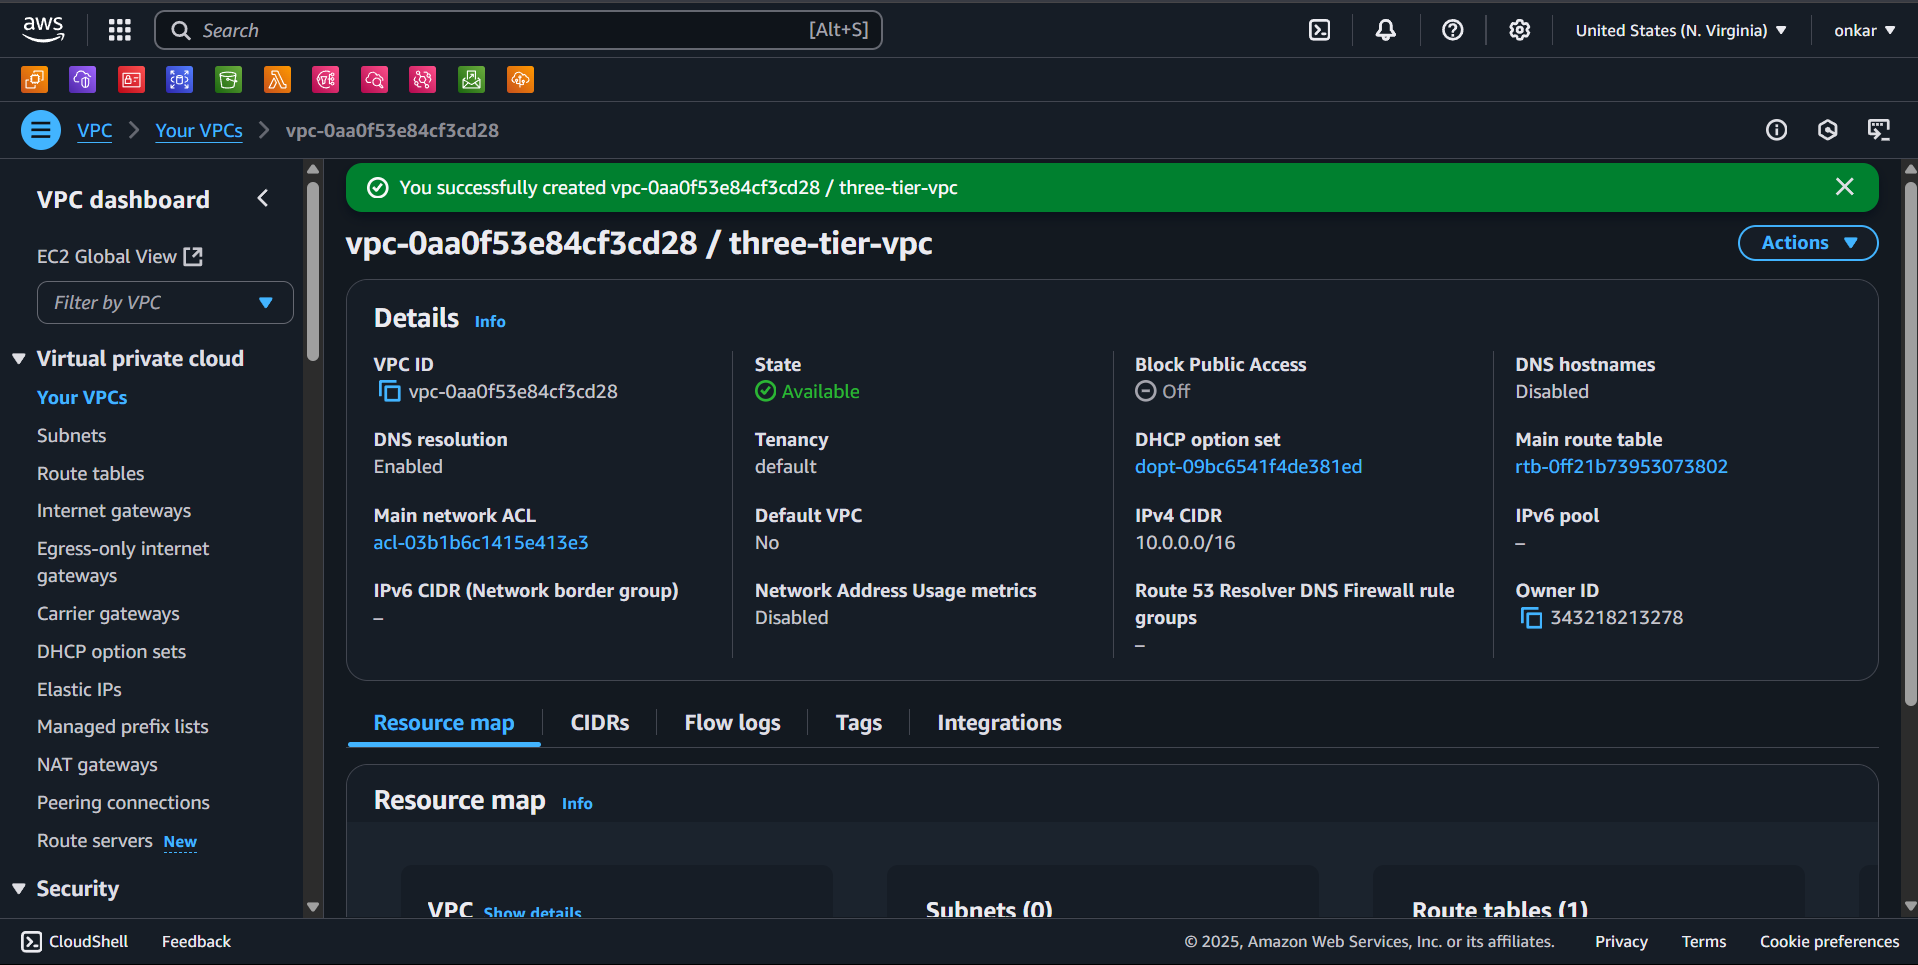 aws
Search
[Alt+S]
United States (N. Virginia)
onkar
VPC
Your VPCs
vpc-0aa0f53e84cf3cd28
VPC dashboard
EC2 Global View
Filter by VPC
Virtual private cloud
Your VPCs
Subnets
Route tables
Internet gateways
Egress-only internet
gateways
Carrier gateways
DHCP option sets
Elastic IPs
Managed prefix lists
NAT gateways
Peering connections
Route servers New
Security
You successfully created vpc-0aa0f53e84cf3cd28 / three-tier-vpc
vpc-0aa0f53e84cf3cd28 / three-tier-vpc
Actions
Details Info
VPC ID
vpc-0aa0f53e84cf3cd28
State
Available
Block Public Access
Off
DNS hostnames
Disabled
DNS resolution
Enabled
Tenancy
default
DHCP option set
dopt-09bc6541f4de381ed
Main route table
rtb-0ff21b73953073802
Main network ACL
acl-03b1b6c1415e413e3
Default VPC
No
IPv4 CIDR
10.0.0.0/16
IPv6 pool
–
IPv6 CIDR (Network border group)
–
Network Address Usage metrics
Disabled
Route 53 Resolver DNS Firewall rule
groups
–
Owner ID
343218213278
Resource map
CIDRs
Flow logs
Tags
Integrations
Resource map Info
VPC Show details
Subnets (0)
Route tables (1)
CloudShell
Feedback
© 2025, Amazon Web Services, Inc. or its affiliates.
Privacy
Terms
Cookie preferences